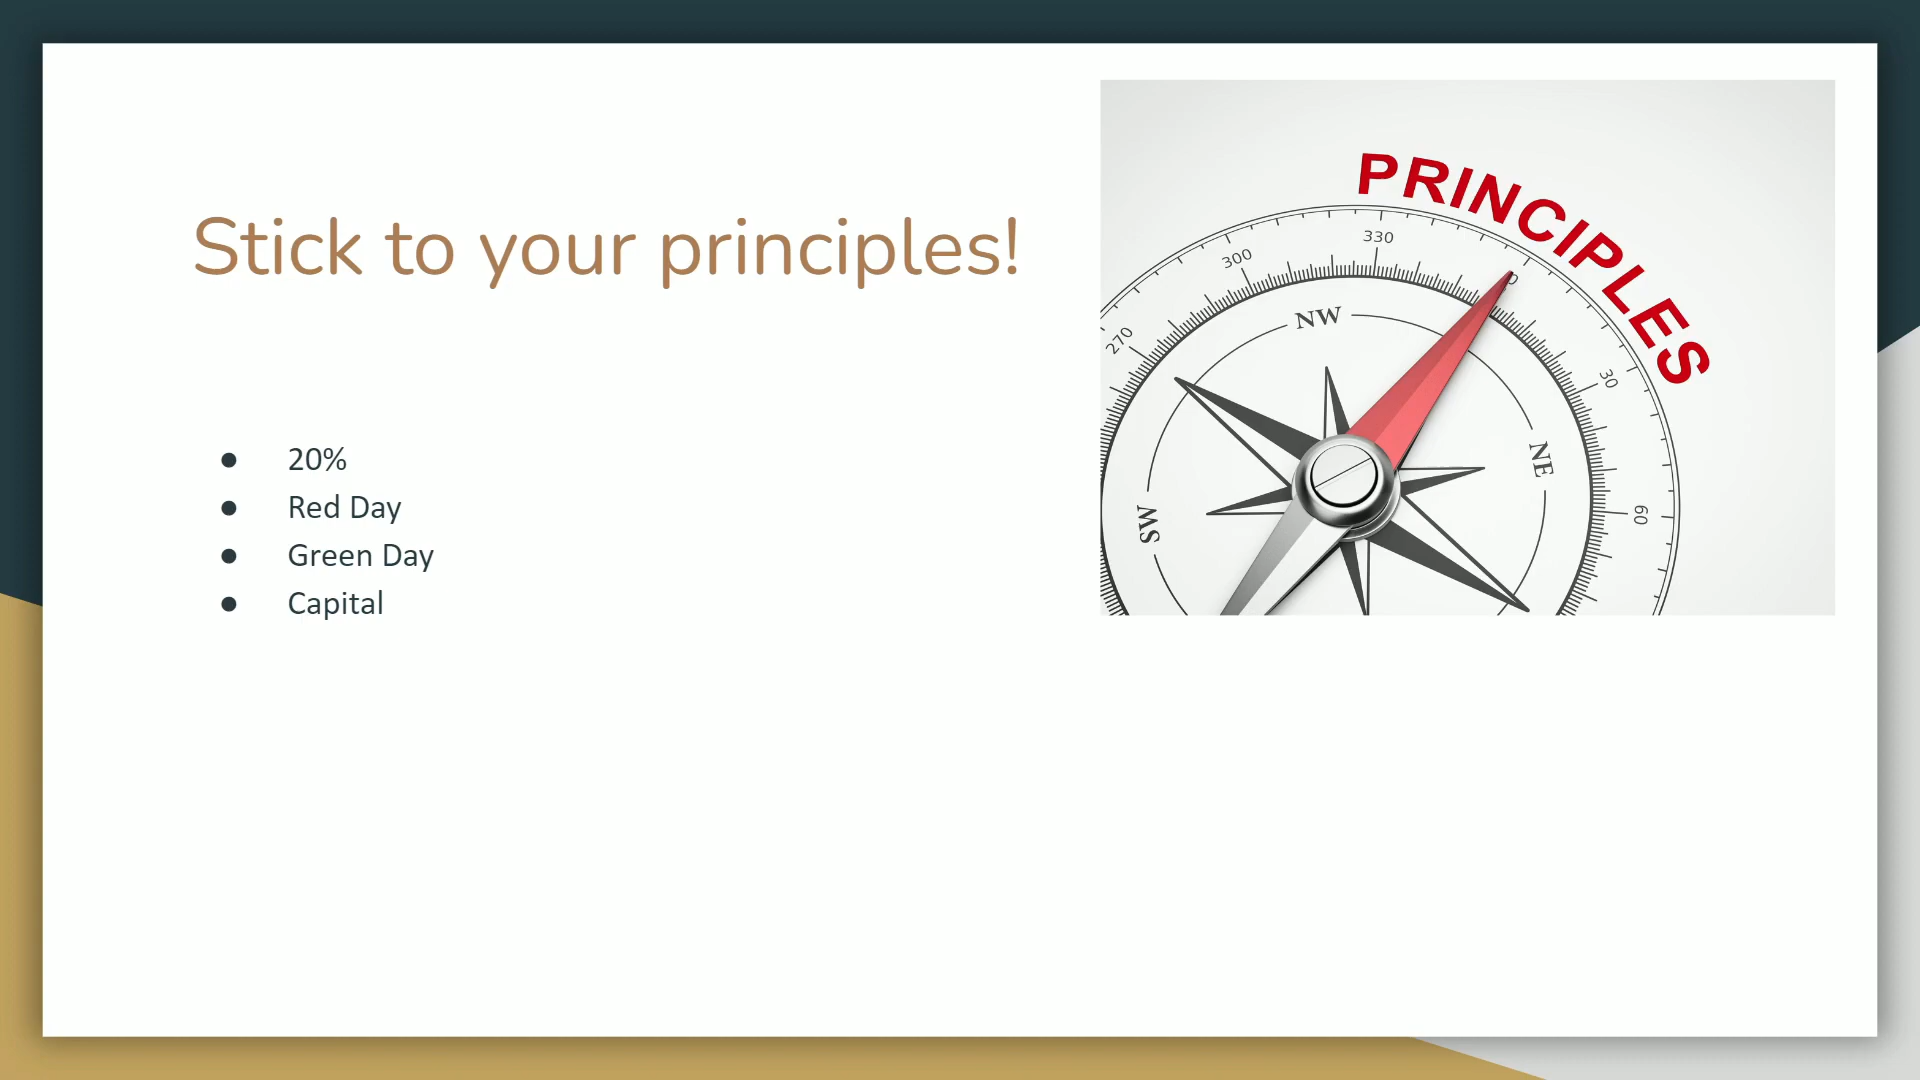 Stick to your principles!
20%
Red Day
Green Day
Capital
PRINCIPLES
270
300
330
0
30
60
NW
NE
SW